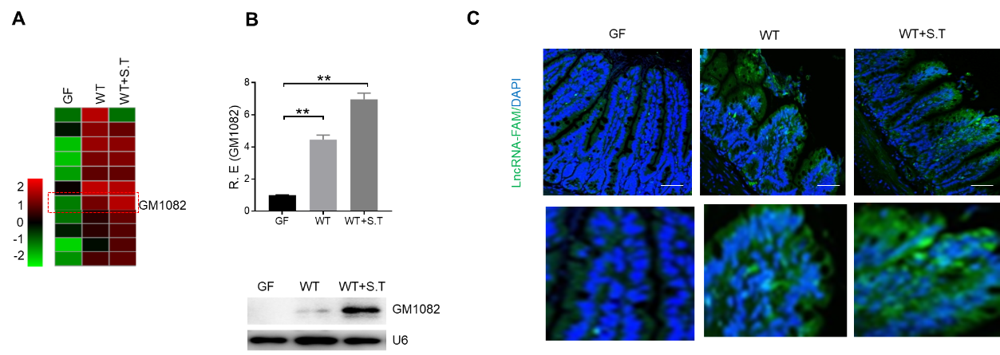 A
GF
WT
WT+S.T
2
1
0
-1
-2
GM1082
B
R. E (GM1082)
8
6
4
2
0
**
**
GF
WT
WT+S.T
GF
WT
WT+S.T
GM1082
U6
C
GF
WT
WT+S.T
LncRNA-FAM/DAPI